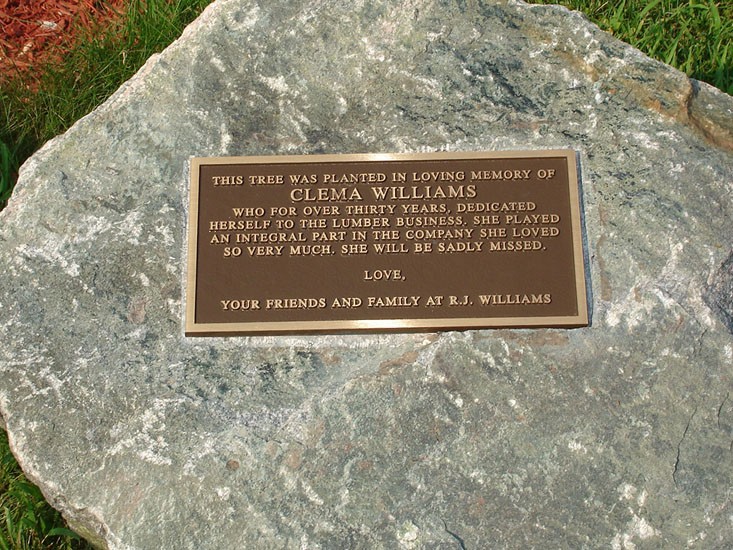 THIS TREE WAS PLANTED IN LOVING MEMORY OF
CLEMA WILLIAMS
WHO FOR OVER THIRTY YEARS, DEDICATED
HERSELF TO THE LUMBER BUSINESS. SHE PLAYED
AN INTEGRAL PART IN THE COMPANY SHE LOVED
SO VERY MUCH. SHE WILL BE SADLY MISSED.
LOVE,
YOUR FRIENDS AND FAMILY AT R.J. WILLIAMS